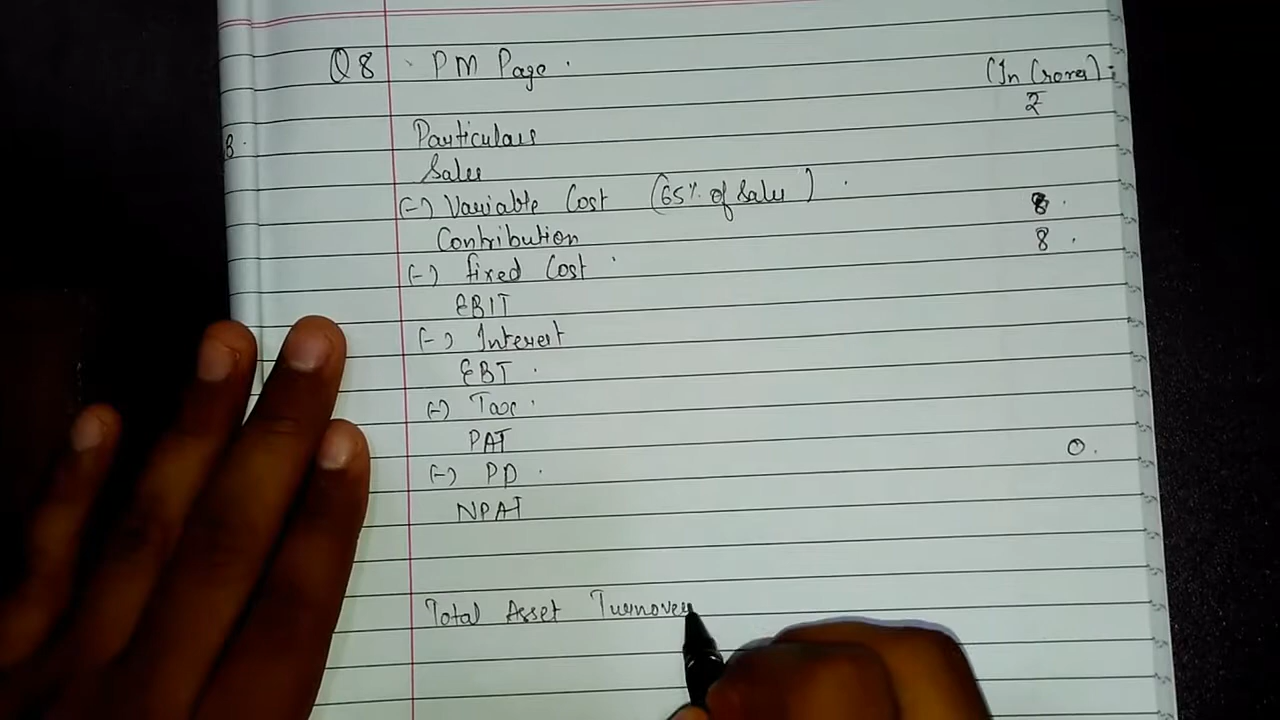 Q8. PM Page.
(In Crores)
₹
B.
Particulars
Sales
(-) Variable Cost (65% of Sales).
8.
Contribution
8.
(-) fixed Cost
EBIT
(-) Interest
EBT.
(-) Tax.
PAT
0.
(-) PD.
NPAT
Total Asset Turnover